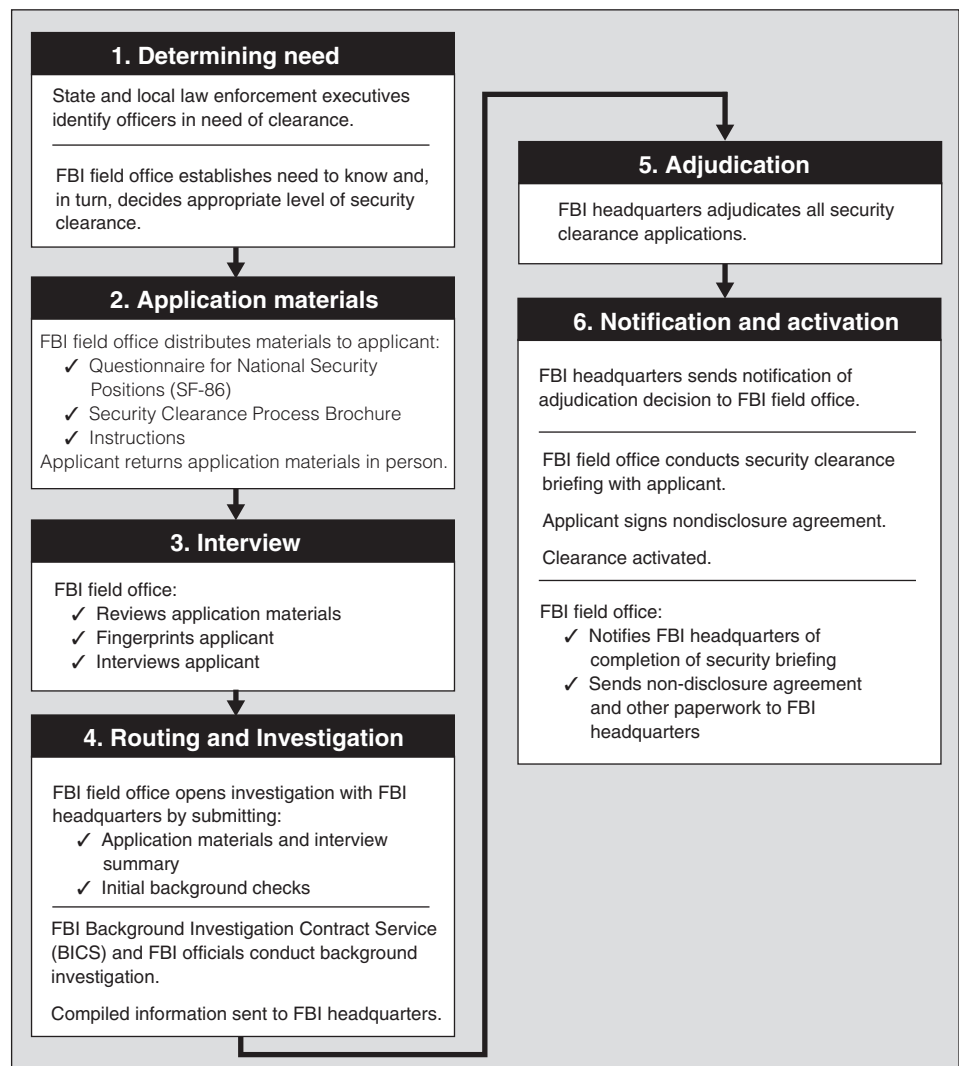 1. Determining need
State and local law enforcement executives
identify officers in need of clearance.
FBI field office establishes need to know and,
in turn, decides appropriate level of security
clearance.
2. Application materials
FBI field office distributes materials to applicant:
✓ Questionnaire for National Security
Positions (SF-86)
✓ Security Clearance Process Brochure
✓ Instructions
Applicant returns application materials in person.
3. Interview
FBI field office:
✓ Reviews application materials
✓ Fingerprints applicant
✓ Interviews applicant
4. Routing and Investigation
FBI field office opens investigation with FBI
headquarters by submitting:
✓ Application materials and interview
summary
✓ Initial background checks
FBI Background Investigation Contract Service
(BICS) and FBI officials conduct background
investigation.
Compiled information sent to FBI headquarters.
5. Adjudication
FBI headquarters adjudicates all security
clearance applications.
6. Notification and activation
FBI headquarters sends notification of
adjudication decision to FBI field office.
FBI field office conducts security clearance
briefing with applicant.
Applicant signs nondisclosure agreement.
Clearance activated.
FBI field office:
✓ Notifies FBI headquarters of
completion of security briefing
✓ Sends non-disclosure agreement
and other paperwork to FBI
headquarters